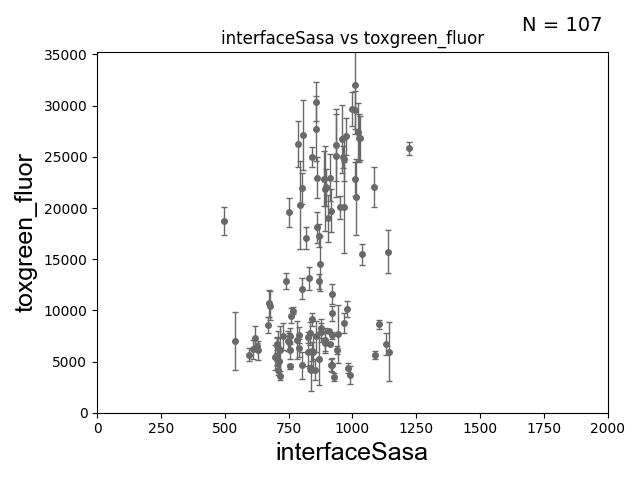 N = 107
interfaceSasa vs toxgreen_fluor
35000
30000
25000
20000
15000
10000
5000
0
toxgreen_fluor
0 250 500 750 1000 1250 1500 1750 2000
interfaceSasa